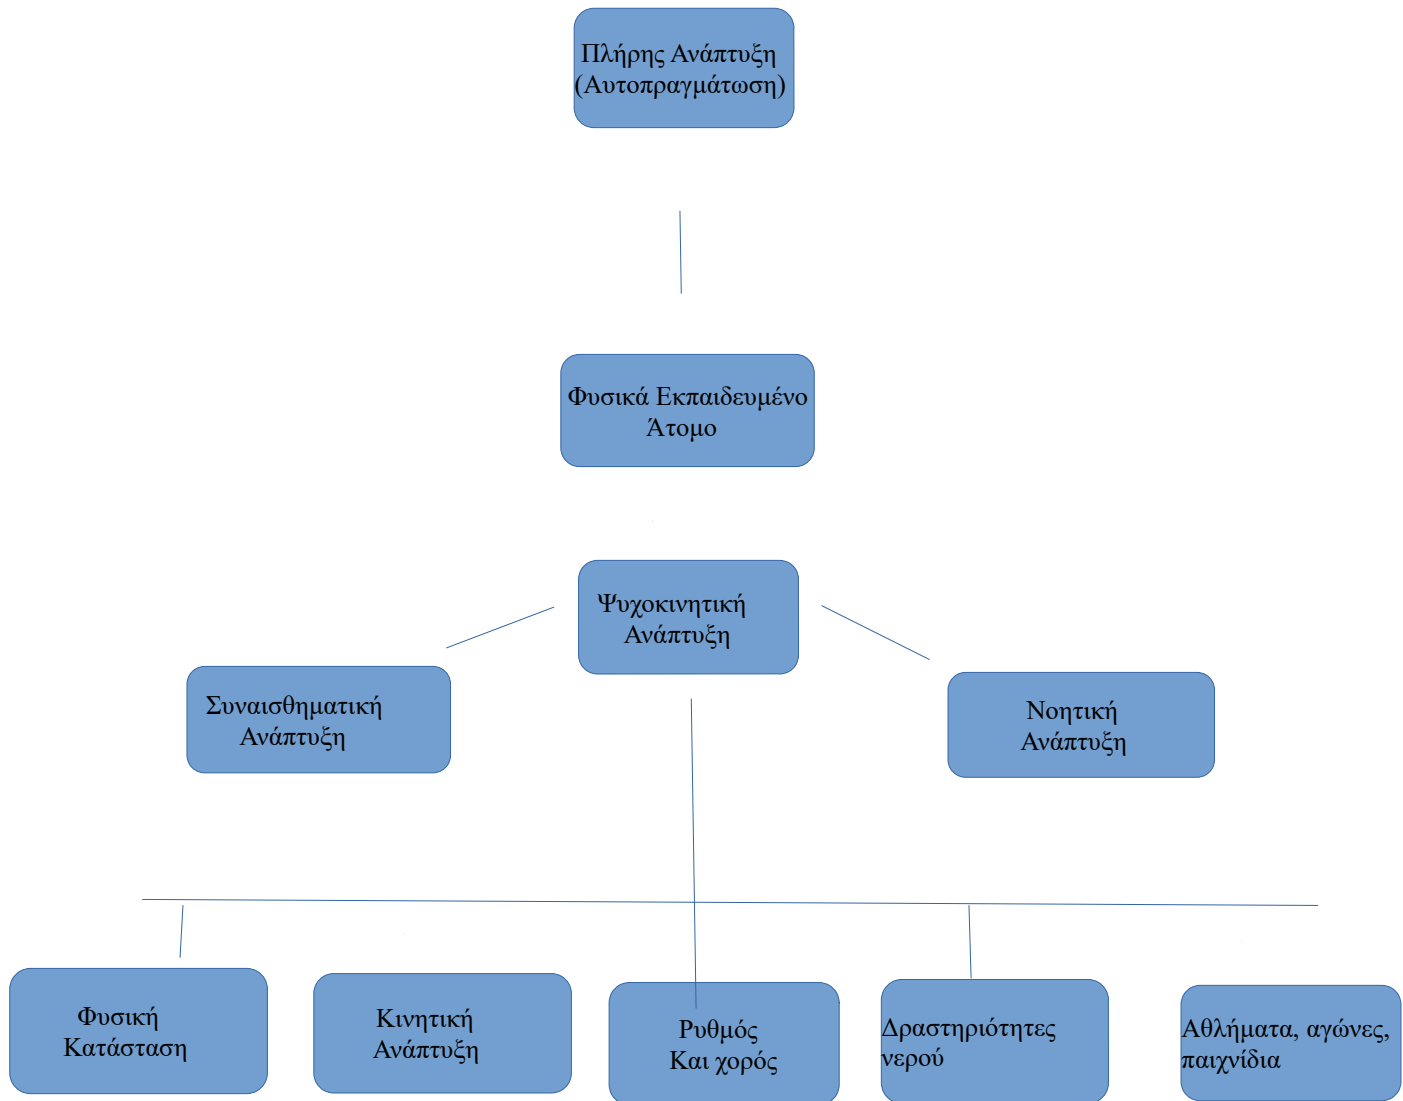 Πλήρης Ανάπτυξη
(Αυτοπραγμάτωση)
Φυσικά Εκπαιδευμένο
Άτομο
Ψυχοκινητική
Ανάπτυξη
Συναισθηματική
Ανάπτυξη
Νοητική
Ανάπτυξη
Φυσική
Κατάσταση
Κινητική
Ανάπτυξη
Ρυθμός
Και χορός
Δραστηριότητες
νερού
Αθλήματα, αγώνες,
παιχνίδια